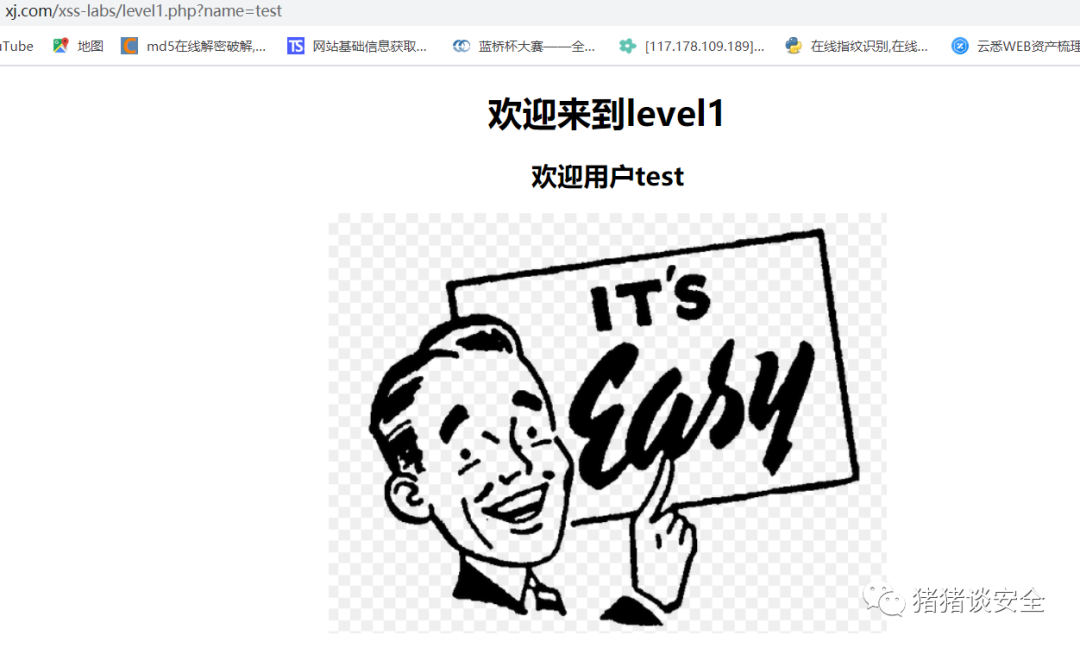 xj.com/xss-labs/level1.php?name=test
uTube 地图 md5在线解密破解,... 网站基础信息获取... 蓝桥杯大赛——全... [117.178.109.189]... 在线指纹识别,在线... 云悉WEB资产梳理
TS
欢迎来到level1
欢迎用户test
IT'S
Easy
猪猪谈安全